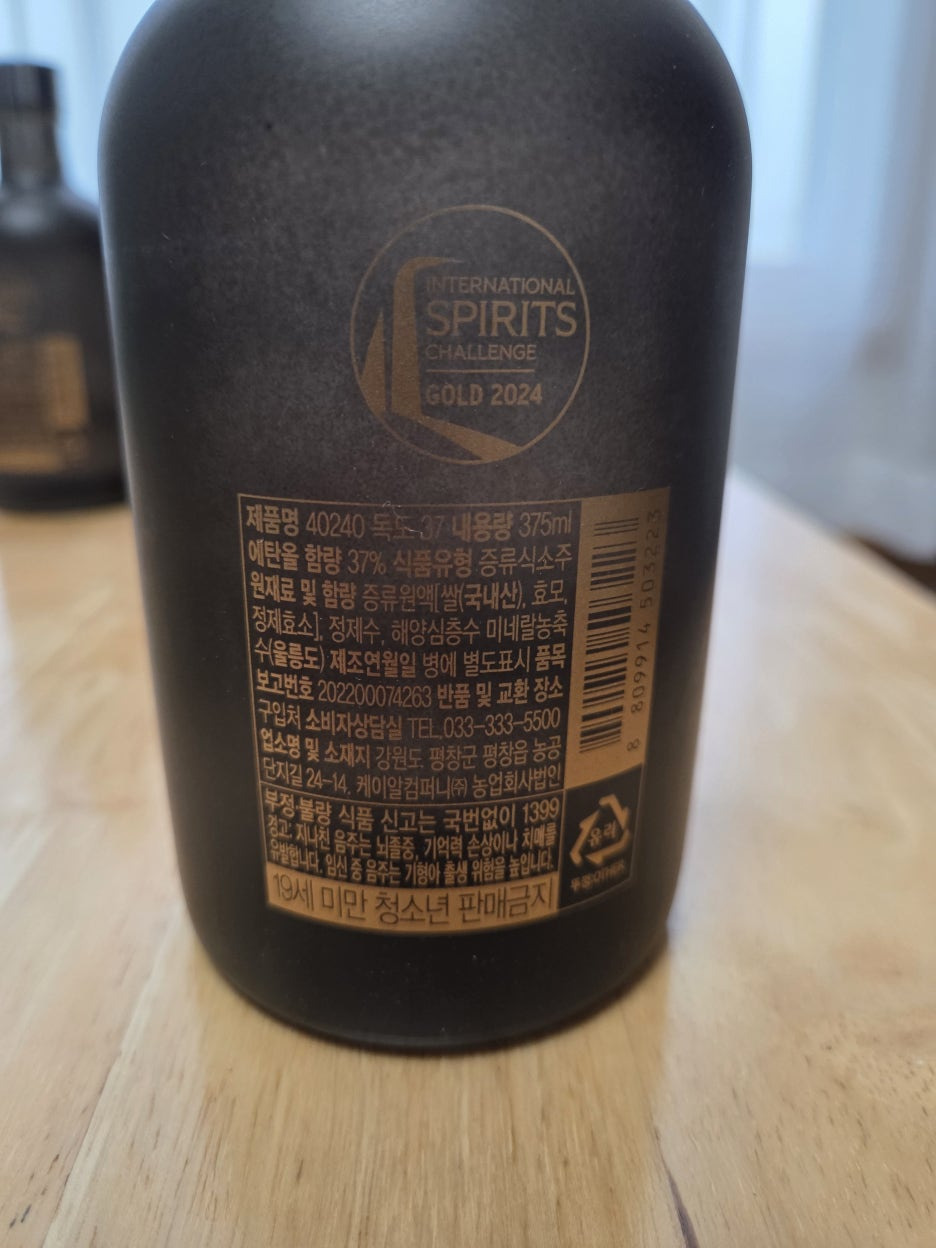 INTERNATIONAL
SPIRITS
CHALLENGE
GOLD 2024
제품명 40240 독도 37 내용량 375ml
에탄올 함량 37% 식품유형 증류식소주
원재료 및 함량 증류원액[쌀(국내산), 효모,
정제효소], 정제수, 해양심층수 미네랄농축
수(울릉도) 제조연월일 병에 별도표시 품목
보고번호 202200074263 반품 및 교환 장소
구입처 소비자상담실 TEL.033-333-5500
업소명 및 소재지 강원도 평창군 평창읍 농공
단지길 24-14, 케이알컴퍼니㈜ 농업회사법인
부정·불량 식품 신고는 국번없이 1399
경고: 지나친 음주는 뇌졸중, 기억력 손상이나 치매를
유발합니다. 임신 중 음주는 기형아 출생 위험을 높입니다.
19세 미만 청소년 판매금지
8 809914 503223
유리
뚜껑:OTHER